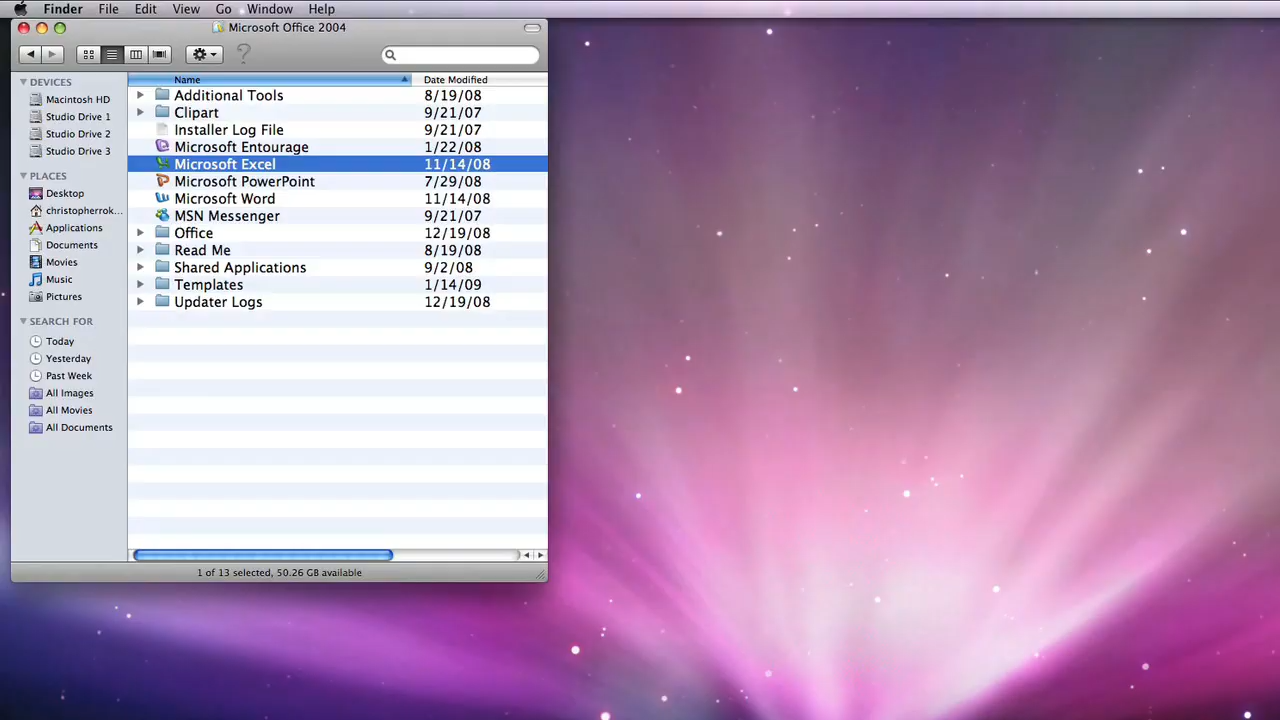 Finder File Edit View Go Window Help
Microsoft Office 2004
?
Name Date Modified
DEVICES
Macintosh HD
Studio Drive 1
Studio Drive 2
Studio Drive 3
PLACES
Desktop
christopherrok...
Applications
Documents
Movies
Music
Pictures
SEARCH FOR
Today
Yesterday
Past Week
All Images
All Movies
All Documents
Additional Tools 8/19/08
Clipart 9/21/07
Installer Log File 9/21/07
Microsoft Entourage 1/22/08
Microsoft Excel 11/14/08
Microsoft PowerPoint 7/29/08
Microsoft Word 11/14/08
MSN Messenger 9/21/07
Office 12/19/08
Read Me 8/19/08
Shared Applications 9/2/08
Templates 1/14/09
Updater Logs 12/19/08
1 of 13 selected, 50.26 GB available